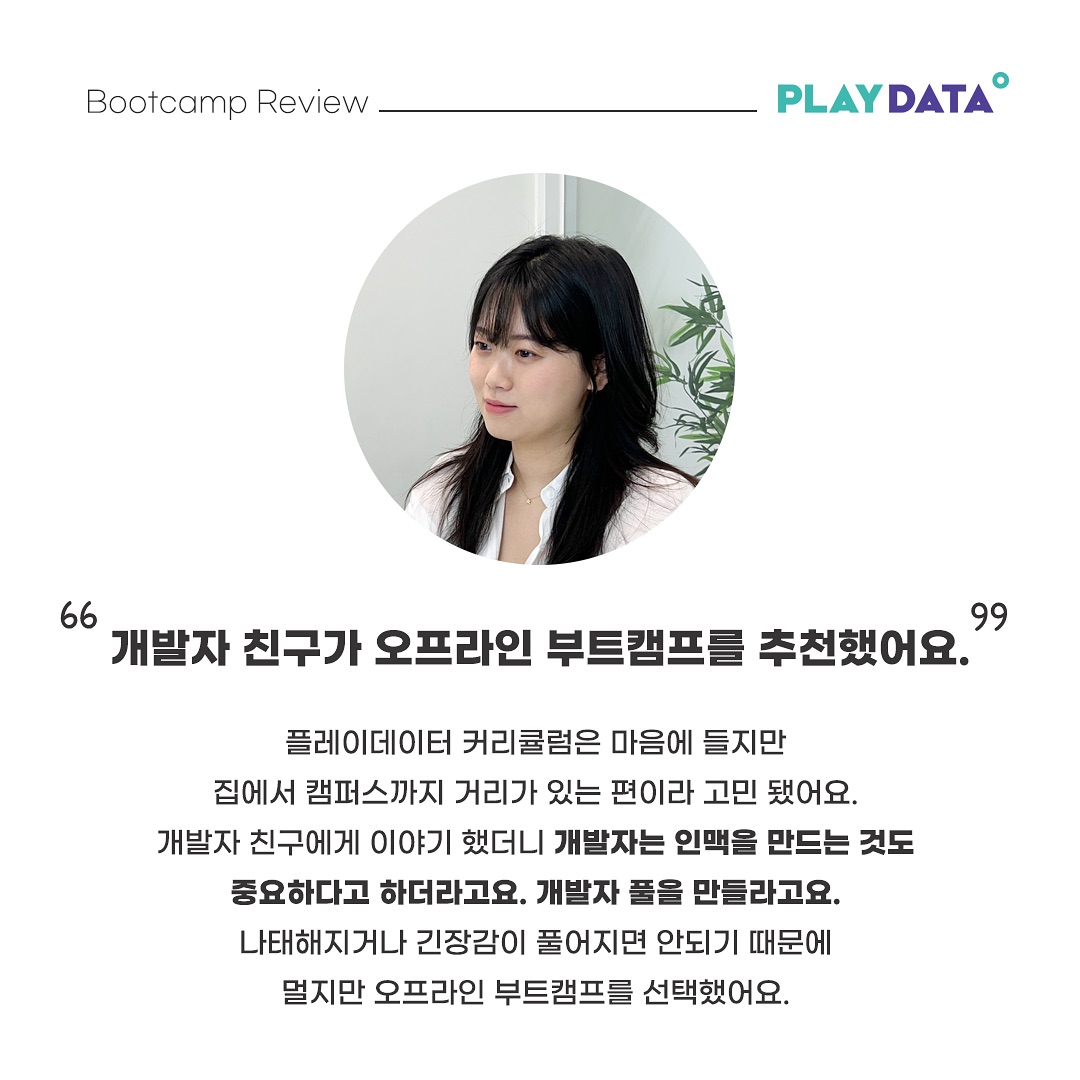 Bootcamp Review
PLAYDATA
“개발자 친구가 오프라인 부트캠프를 추천했어요.”
플레이데이터 커리큘럼은 마음에 들지만
집에서 캠퍼스까지 거리가 있는 편이라 고민 됐어요.
개발자 친구에게 이야기 했더니 개발자는 인맥을 만드는 것도
중요하다고 하더라고요. 개발자 풀을 만들라고요.
나태해지거나 긴장감이 풀어지면 안되기 때문에
멀지만 오프라인 부트캠프를 선택했어요.